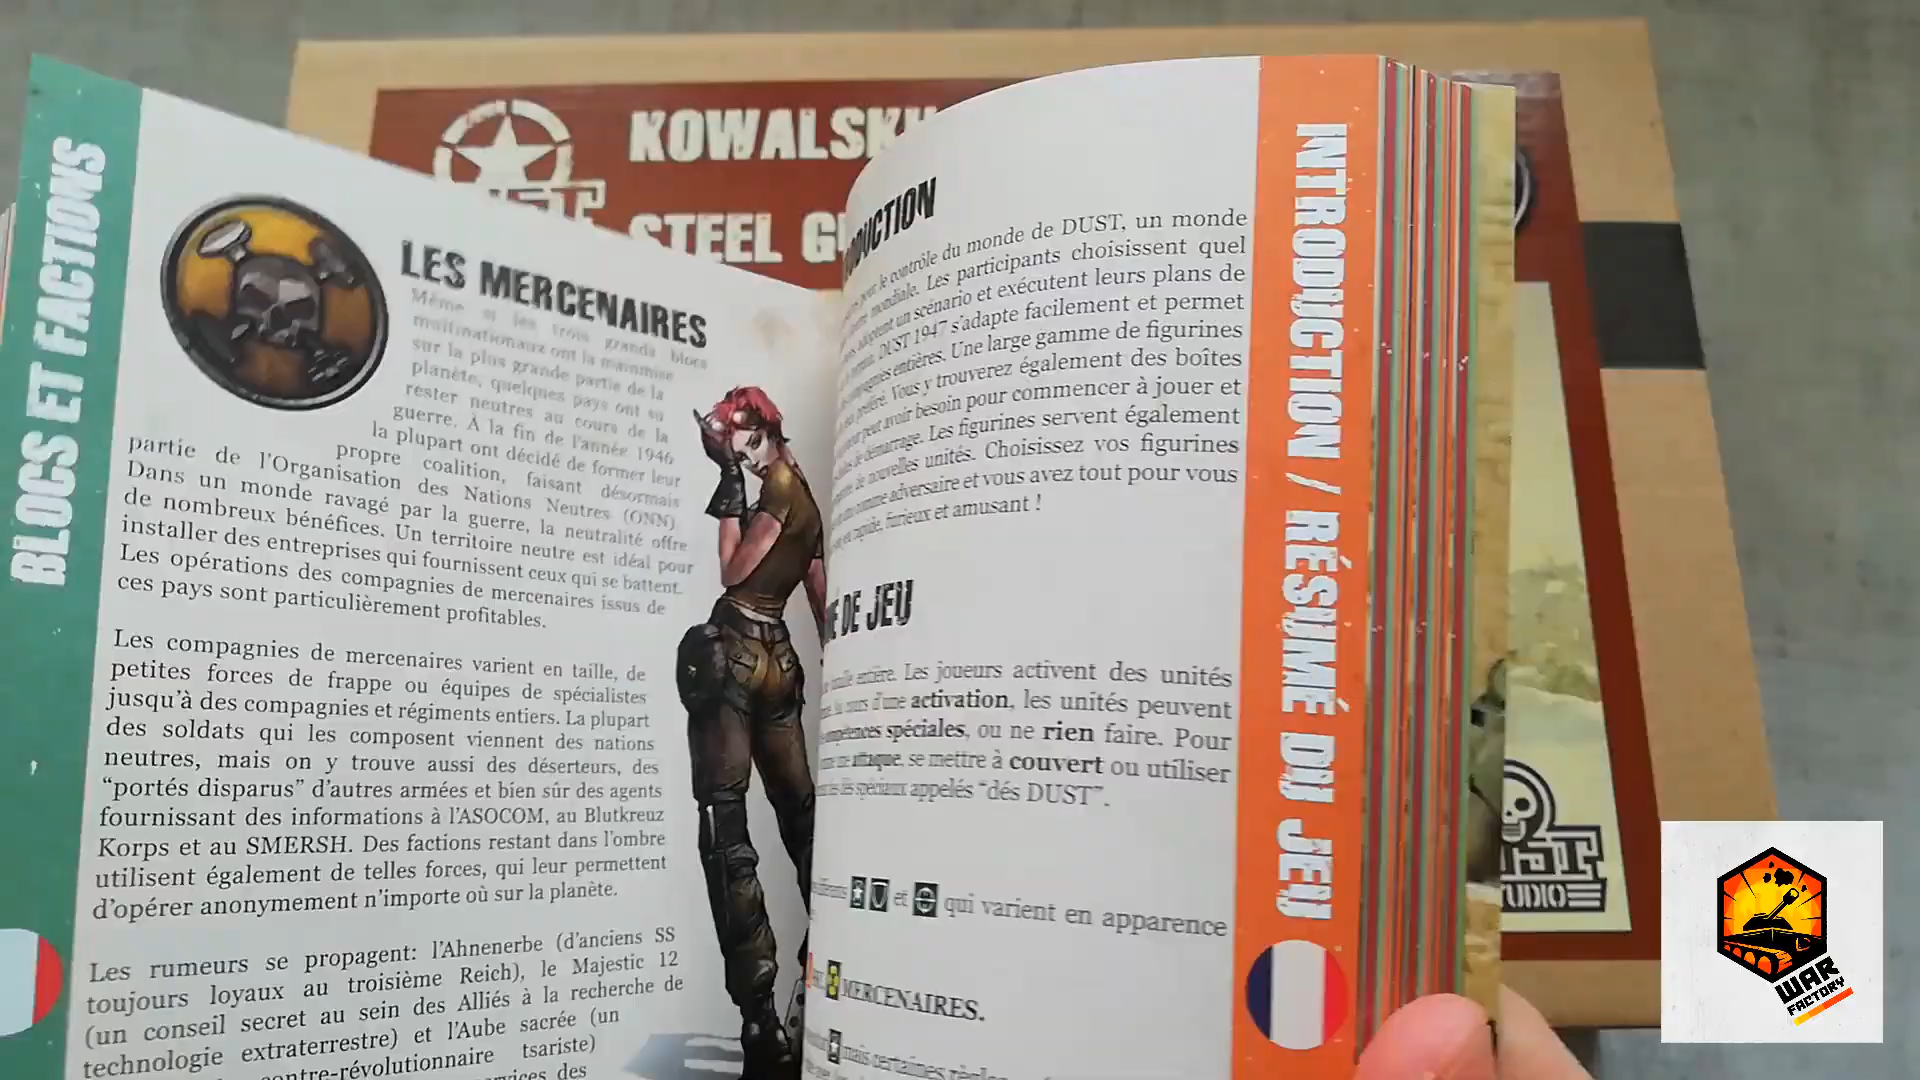 KOWALSK
STEEL G
BLOCS ET FACTIONS
LES MERCENAIRES
Même si les trois grands blocs
multinationaux ont la mainmise
sur la plus grande partie de la
planète, quelques pays ont su
rester neutres au cours de la
guerre. À la fin de l'année 1946
la plupart ont décidé de former leur
propre coalition, faisant désormais
partie de l'Organisation des Nations Neutres (ONN).
Dans un monde ravagé par la guerre, la neutralité offre
de nombreux bénéfices. Un territoire neutre est idéal pour
installer des entreprises qui fournissent ceux qui se battent.
Les opérations des compagnies de mercenaires issus de
ces pays sont particulièrement profitables.
Les compagnies de mercenaires varient en taille, de
petites forces de frappe ou équipes de spécialistes
jusqu'à des compagnies et régiments entiers. La plupart
des soldats qui les composent viennent des nations
neutres, mais on y trouve aussi des déserteurs, des
“portés disparus” d'autres armées et bien sûr des agents
fournissant des informations à l'ASOCOM, au Blutkreuz
Korps et au SMERSH. Des factions restant dans l'ombre
utilisent également de telles forces, qui leur permettent
d'opérer anonymement n'importe où sur la planète.
Les rumeurs se propagent: l'Ahnenerbe (d'anciens SS
toujours loyaux au troisième Reich), le Majestic 12
(un conseil secret au sein des Alliés à la recherche de
technologie extraterrestre) et l'Aube sacrée (un
contre-révolutionnaire tsariste)
des
le contrôle du monde de DUST, un monde
mondiale. Les participants choisissent quel
un scénario et exécutent leurs plans de
DUST 1947 s'adapte facilement et permet
entières. Une large gamme de figurines
préféré. Vous y trouverez également des boîtes
peut avoir besoin pour commencer à jouer et
de démarrage. Les figurines servent également
de nouvelles unités. Choisissez vos figurines
comme adversaire et vous avez tout pour vous
rapide, furieux et amusant !
DE JEU
entière. Les joueurs activent des unités
cours d'une activation, les unités peuvent
compétences spéciales, ou ne rien faire. Pour
une attaque, se mettre à couvert ou utiliser
dés spéciaux appelés “dés DUST”.
et qui varient en apparence
MERCENAIRES.
mais certaines règles
INTRODUCTION / RÉSUMÉ DU JEU
WAR
FACTORY